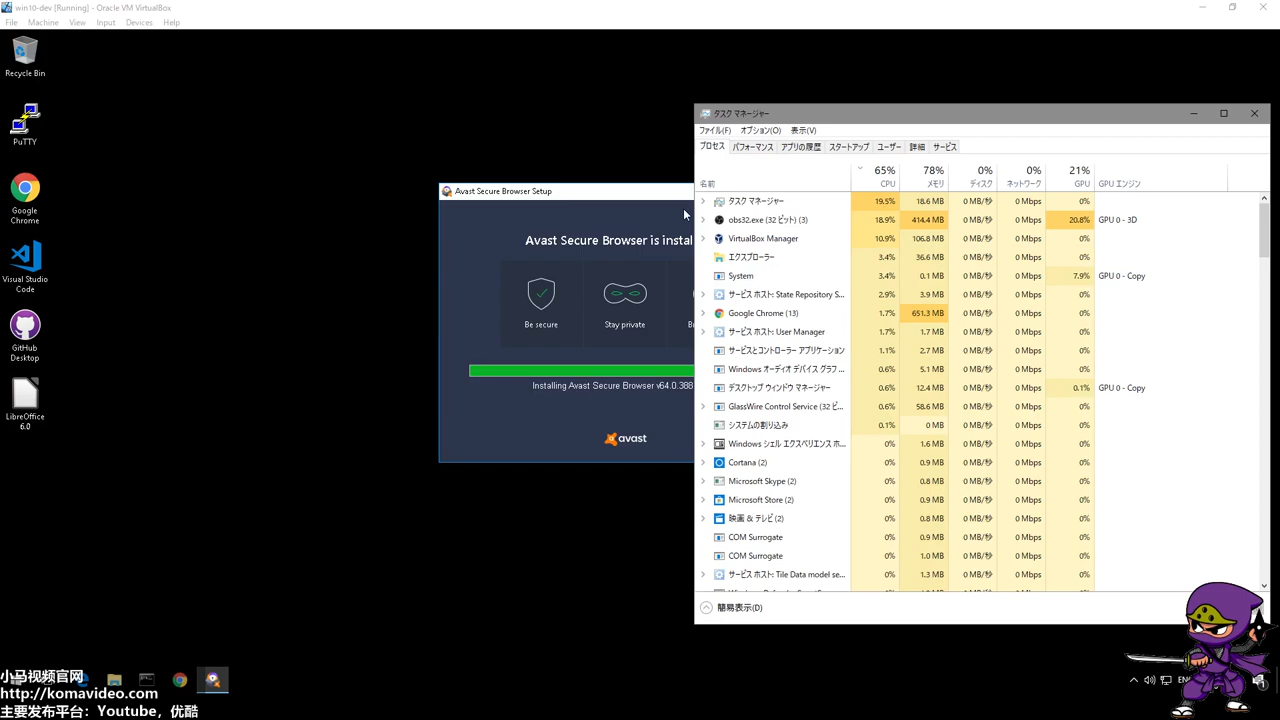 win10-dev [Running] - Oracle VM VirtualBox
File Machine View Input Devices Help
Recycle Bin
PuTTY
Google
Chrome
Visual Studio
Code
GitHub
Desktop
LibreOffice
6.0
Avast Secure Browser Setup
Avast Secure Browser is instal
Be secure
Stay private
Installing Avast Secure Browser v64.0.388
avast
タスク マネージャー
ファイル(F) オプション(O) 表示(V)
プロセス パフォーマンス アプリの履歴 スタートアップ ユーザー 詳細 サービス
65% 78% 0% 0% 21%
名前 CPU メモリ ディスク ネットワーク GPU GPU エンジン
タスク マネージャー 19.5% 18.6 MB 0 MB/秒 0 Mbps 0%
obs32.exe (32 ビット) (3) 18.9% 414.4 MB 0 MB/秒 0 Mbps 20.8% GPU 0 - 3D
VirtualBox Manager 10.9% 106.8 MB 0 MB/秒 0 Mbps 0%
エクスプローラー 3.4% 36.6 MB 0 MB/秒 0 Mbps 0%
System 3.4% 0.1 MB 0 MB/秒 0 Mbps 7.9% GPU 0 - Copy
サービス ホスト: State Repository S... 2.9% 3.9 MB 0 MB/秒 0 Mbps 0%
Google Chrome (13) 1.7% 651.3 MB 0 MB/秒 0 Mbps 0%
サービス ホスト: User Manager 1.7% 1.7 MB 0 MB/秒 0 Mbps 0%
サービスとコントローラー アプリケーション 1.1% 2.7 MB 0 MB/秒 0 Mbps 0%
Windows オーディオ デバイス グラフ ... 0.6% 5.1 MB 0 MB/秒 0 Mbps 0%
デスクトップ ウィンドウ マネージャー 0.6% 12.4 MB 0 MB/秒 0 Mbps 0.1% GPU 0 - Copy
GlassWire Control Service (32 ビ... 0.6% 58.6 MB 0 MB/秒 0 Mbps 0%
システムの割り込み 0.1% 0 MB 0 MB/秒 0 Mbps 0%
Windows シェル エクスペリエンス ホ... 0% 1.6 MB 0 MB/秒 0 Mbps 0%
Cortana (2) 0% 0.9 MB 0 MB/秒 0 Mbps 0%
Microsoft Skype (2) 0% 0.8 MB 0 MB/秒 0 Mbps 0%
Microsoft Store (2) 0% 0.9 MB 0 MB/秒 0 Mbps 0%
映画 & テレビ (2) 0% 0.8 MB 0 MB/秒 0 Mbps 0%
COM Surrogate 0% 0.9 MB 0 MB/秒 0 Mbps 0%
COM Surrogate 0% 1.0 MB 0 MB/秒 0 Mbps 0%
サービス ホスト: Tile Data model se... 0% 1.3 MB 0 MB/秒 0 Mbps 0%
簡易表示(D)
小马视频官网
http://komavideo.com
主要发布平台：Youtube，优酷